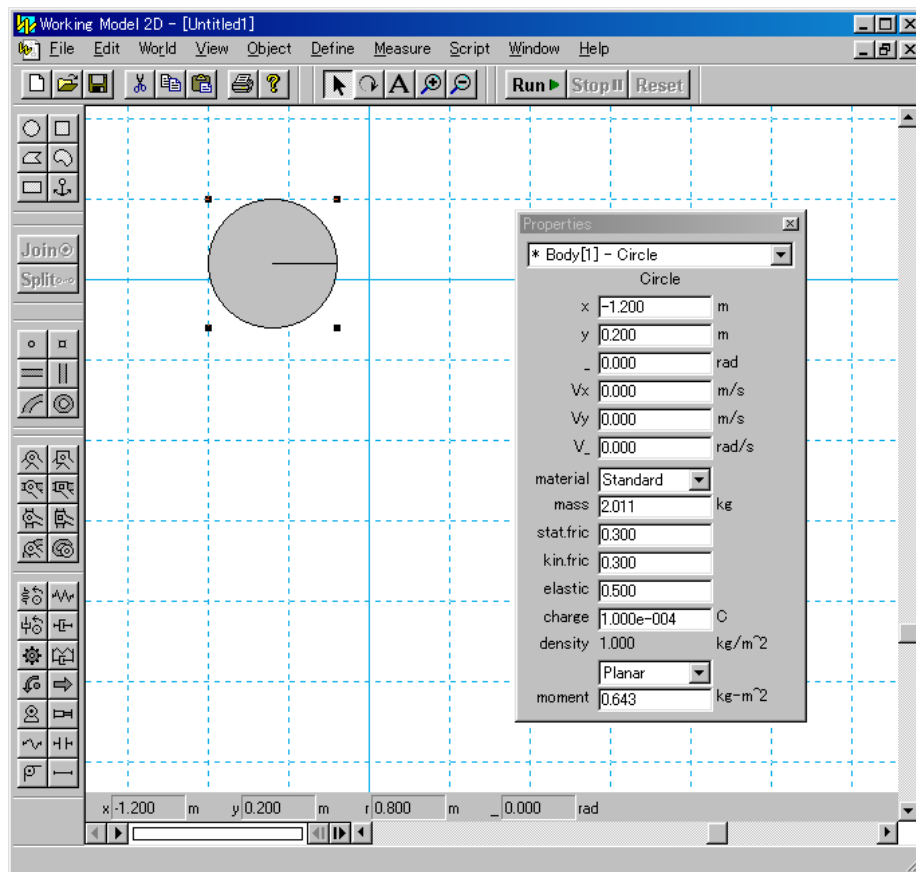 Working Model 2D - [Untitled1]
File Edit World View Object Define Measure Script Window Help
A Run Stop Reset
Join
Split
Properties
* Body[1] - Circle
Circle
x -1.200 m
y 0.200 m
_ 0.000 rad
Vx 0.000 m/s
Vy 0.000 m/s
V_ 0.000 rad/s
material Standard
mass 2.011 kg
stat.fric 0.300
kin.fric 0.300
elastic 0.500
charge 1.000e-004 C
density 1.000 kg/m^2
Planar
moment 0.643 kg-m^2
x -1.200 m y 0.200 m r 0.800 m _ 0.000 rad